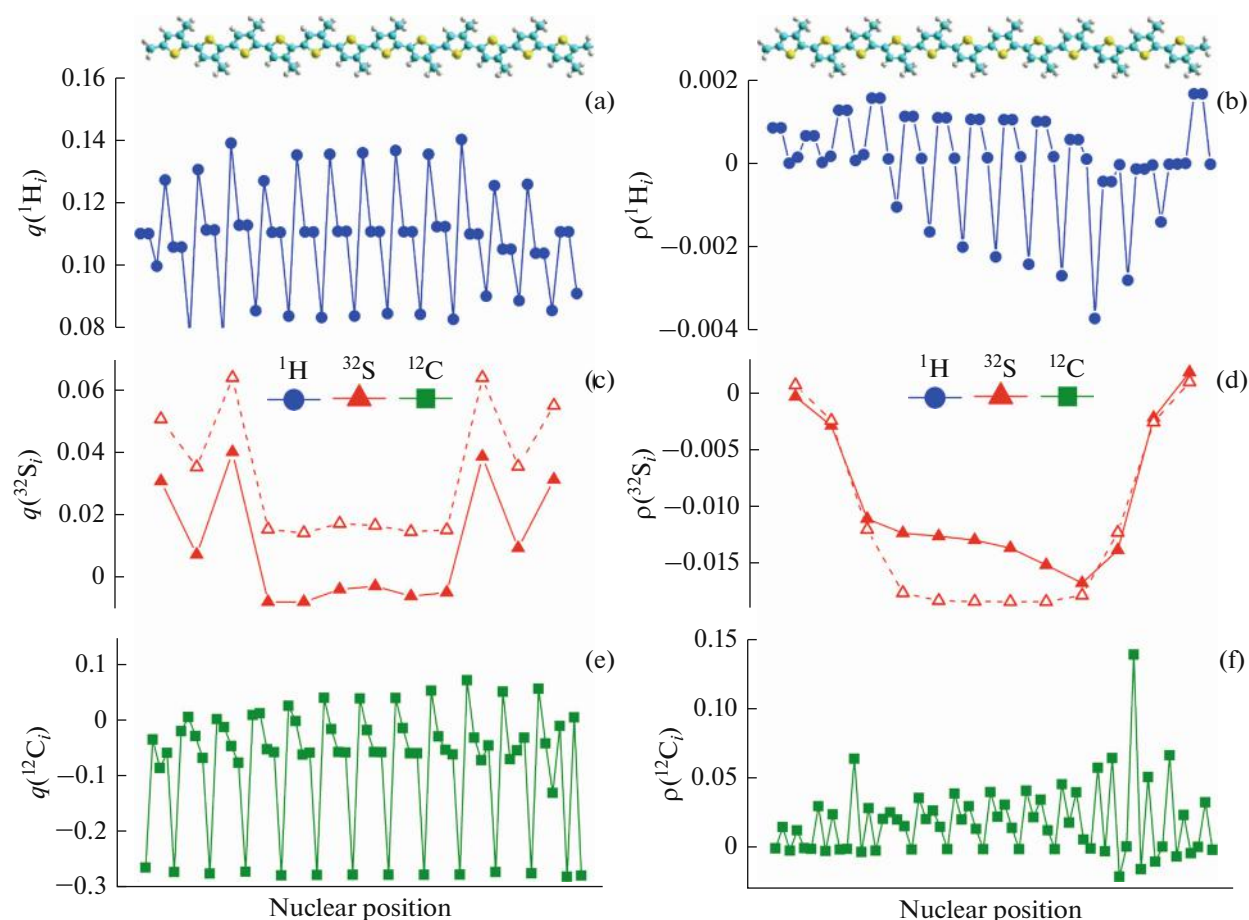 (a)
q(¹Hᵢ)
0.16
0.14
0.12
0.10
0.08
(b)
ρ(¹Hᵢ)
0.002
0
−0.002
−0.004
(c)
¹H ³²S ¹²C
q(³²Sᵢ)
0.06
0.04
0.02
0
(d)
¹H ³²S ¹²C
ρ(³²Sᵢ)
0
−0.005
−0.010
−0.015
(e)
q(¹²Cᵢ)
0.1
0
−0.1
−0.2
−0.3
Nuclear position
(f)
ρ(¹²Cᵢ)
0.15
0.10
0.05
0
Nuclear position